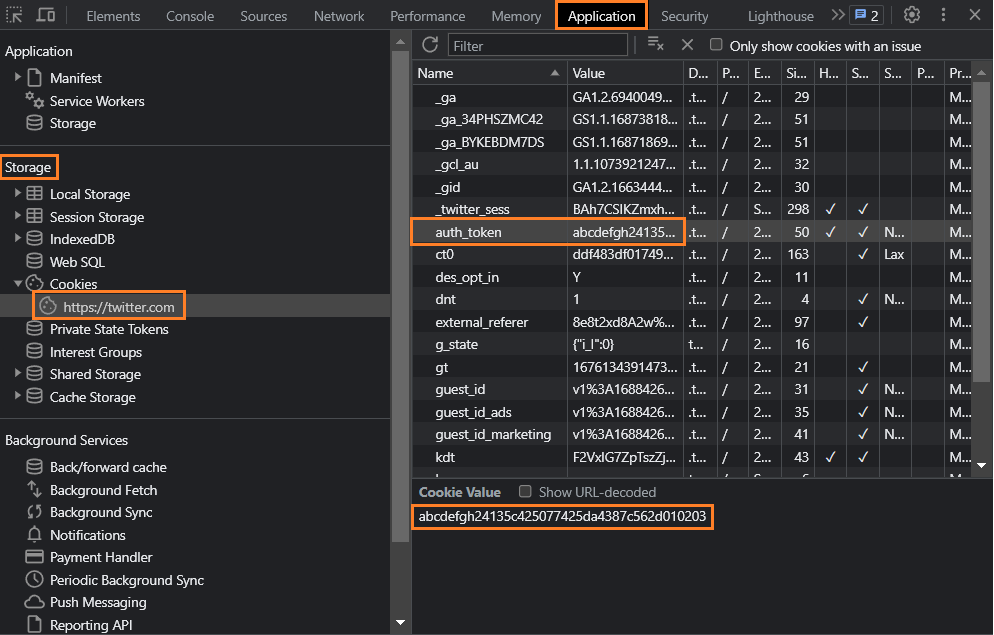 Elements Console Sources Network Performance Memory Application Security Lighthouse 2
Application
Manifest
Service Workers
Storage
Storage
Local Storage
Session Storage
IndexedDB
Web SQL
Cookies
https://twitter.com
Private State Tokens
Interest Groups
Shared Storage
Cache Storage
Background Services
Back/forward cache
Background Fetch
Background Sync
Notifications
Payment Handler
Periodic Background Sync
Push Messaging
Reporting API
Filter Only show cookies with an issue
Name Value D... P... E... Si... H... S... S... P... Pr...
_ga GA1.2.6940049... .t... / 2... 29 M...
_ga_34PHSZMC42 GS1.1.16873818... .t... / 2... 51 M...
_ga_BYKEBDM7DS GS1.1.16871869... .t... / 2... 51 M...
_gcl_au 1.1.1073921247... .t... / 2... 32 M...
_gid GA1.2.1663444... .t... / 2... 30 M...
_twitter_sess BAh7CSIKZmxh... .t... / S... 298 ✓ ✓ M...
auth_token abcdefgh24135... .t... / 2... 50 ✓ ✓ N... M...
ct0 ddf483df01749... .t... / 2... 163 ✓ Lax M...
des_opt_in Y .t... / 2... 11 M...
dnt 1 .t... / 2... 4 ✓ N... M...
external_referer 8e8t2xd8A2w%... .t... / 2... 97 ✓ M...
g_state {"i_l":0} t... / 2... 16 M...
gt 1676134391473... .t... / 2... 21 ✓ M...
guest_id v1%3A1688426... .t... / 2... 31 ✓ N... M...
guest_id_ads v1%3A1688426... .t... / 2... 35 ✓ N... M...
guest_id_marketing v1%3A1688426... .t... / 2... 41 ✓ N... M...
kdt F2VxlG7ZpTszZj... .t... / 2... 43 ✓ ✓ M...
Cookie Value Show URL-decoded
abcdefgh24135c425077425da4387c562d010203